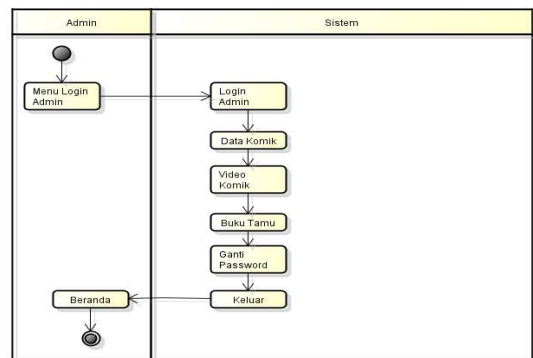 Admin
Sistem
Menu Login
Admin
Login
Admin
Data Komik
Video
Komik
Buku Tamu
Ganti
Password
Keluar
Beranda